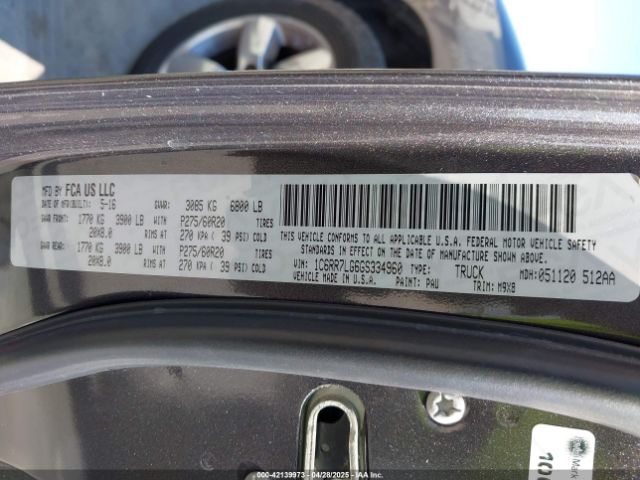 MFD BY FCA US LLC
DATE OF MFR(BUILT): 5-16 GVWR: 3085 KG 6800 LB
GAWR FRONT: 1770 KG 3900 LB WITH P275/60R20 TIRES
20X8.0 RIMS AT 270 KPA ( 39 PSI) COLD
GAWR REAR: 1770 KG 3900 LB WITH P275/60R20 TIRES
20X8.0 RIMS AT 270 KPA ( 39 PSI) COLD
THIS VEHICLE CONFORMS TO ALL APPLICABLE U.S.A. FEDERAL MOTOR VEHICLE SAFETY
STANDARDS IN EFFECT ON THE DATE OF MANUFACTURE SHOWN ABOVE.
VIN: 1C6RR7LG6GS334960 TYPE: TRUCK MDH: 051120 512AA
VEHICLE MADE IN U.S.A. PAINT: PAU TRIM: M9X8
000-42139973 - 04/28/2025 - IAAI.com